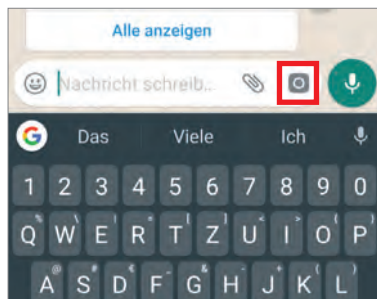 Alle anzeigen
Nachricht schreib..
G Das Viele Ich
1 2 3 4 5 6 7 8 9 0
Q W E R T Z U I O P
A S D F G H J K L